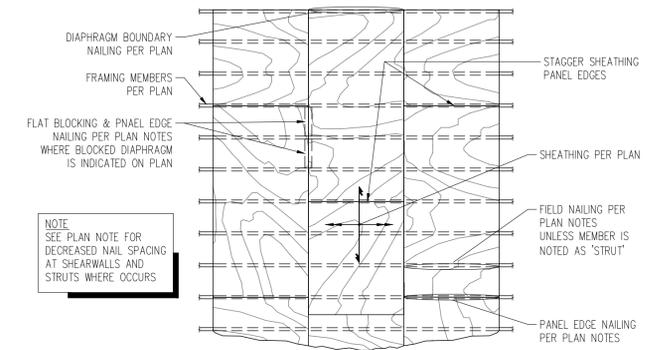 DIAPHRAGM BOUNDARY
NAILING PER PLAN
FRAMING MEMBERS
PER PLAN
FLAT BLOCKING & PNAEL EDGE
NAILING PER PLAN NOTES
WHERE BLOCKED DIAPHRAGM
IS INDICATED ON PLAN
NOTE
SEE PLAN NOTE FOR
DECREASED NAIL SPACING
AT SHEARWALLS AND
STRUTS WHERE OCCURS
STAGGER SHEATHING
PANEL EDGES
SHEATHING PER PLAN
FIELD NAILING PER
PLAN NOTES
UNLESS MEMBER IS
NOTED AS 'STRUT'
PANEL EDGE NAILING
PER PLAN NOTES